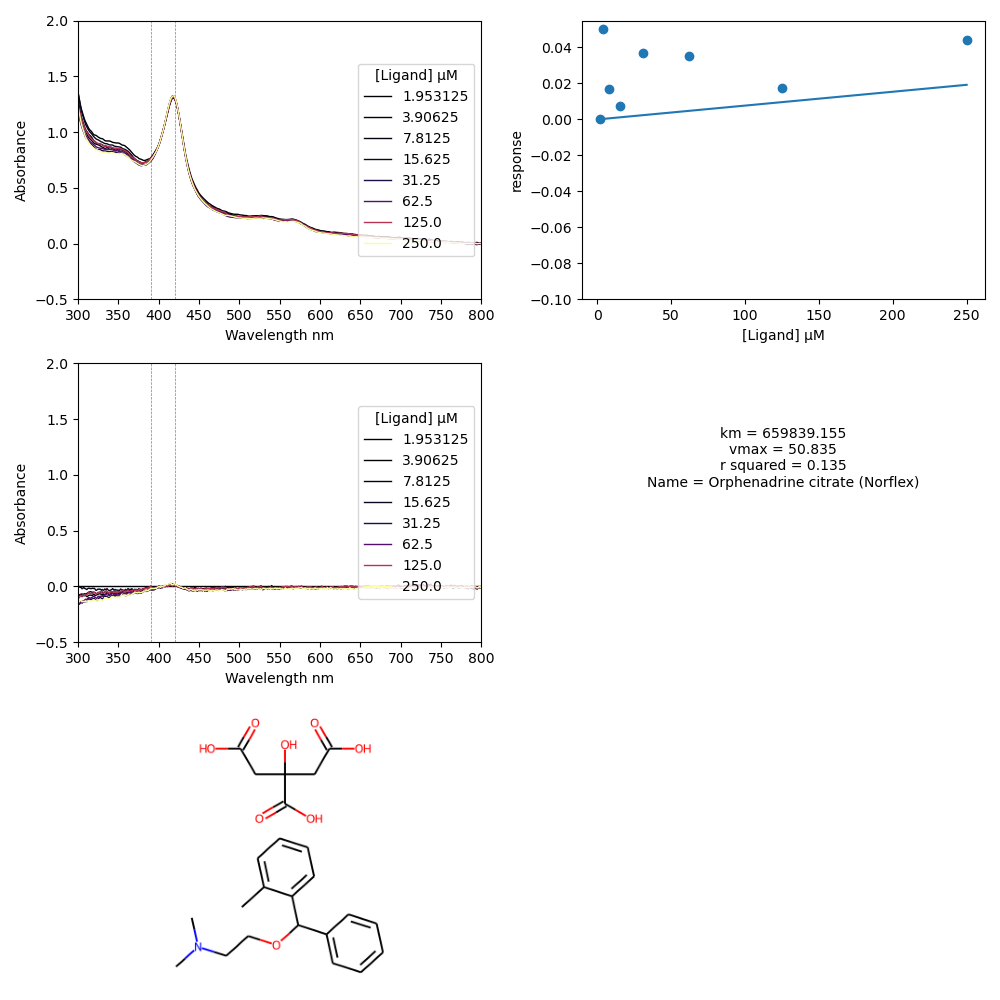 2.0
1.5
1.0
0.5
0.0
−0.5
Absorbance
300 350 400 450 500 550 600 650 700 750 800
Wavelength nm
[Ligand] µM
1.953125
3.90625
7.8125
15.625
31.25
62.5
125.0
250.0
0.04
0.02
0.00
−0.02
−0.04
−0.06
−0.08
−0.10
response
0 50 100 150 200 250
[Ligand] µM
2.0
1.5
1.0
0.5
0.0
−0.5
Absorbance
300 350 400 450 500 550 600 650 700 750 800
Wavelength nm
[Ligand] µM
1.953125
3.90625
7.8125
15.625
31.25
62.5
125.0
250.0
km = 659839.155
vmax = 50.835
r squared = 0.135
Name = Orphenadrine citrate (Norflex)
O O
HO OH OH
O OH
N O